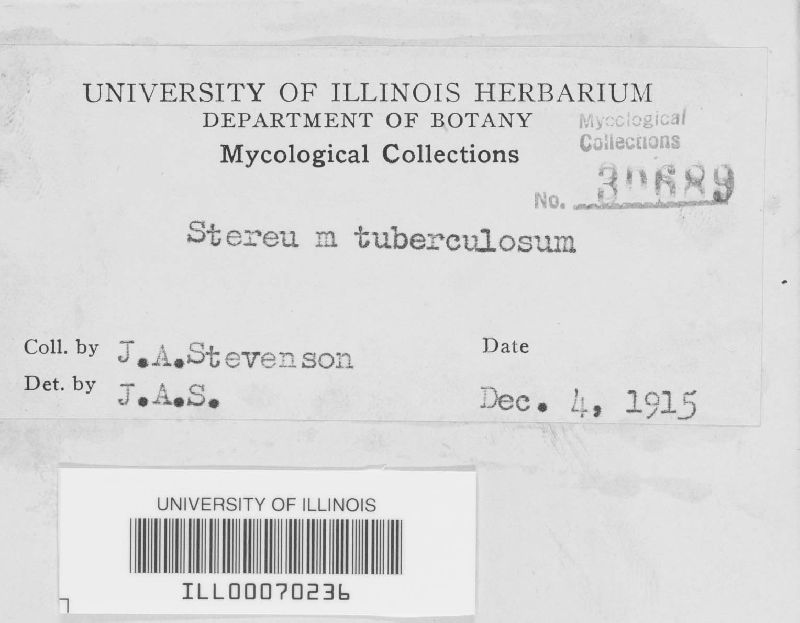 UNIVERSITY OF ILLINOIS HERBARIUM
DEPARTMENT OF BOTANY
Mycological Collections
Mycological
Collections
No. 30689
Stereu m tuberculosum
Coll. by J.A.Stevenson
Date
Det. by J.A.S.
Dec. 4, 1915
UNIVERSITY OF ILLINOIS
ILL00070236